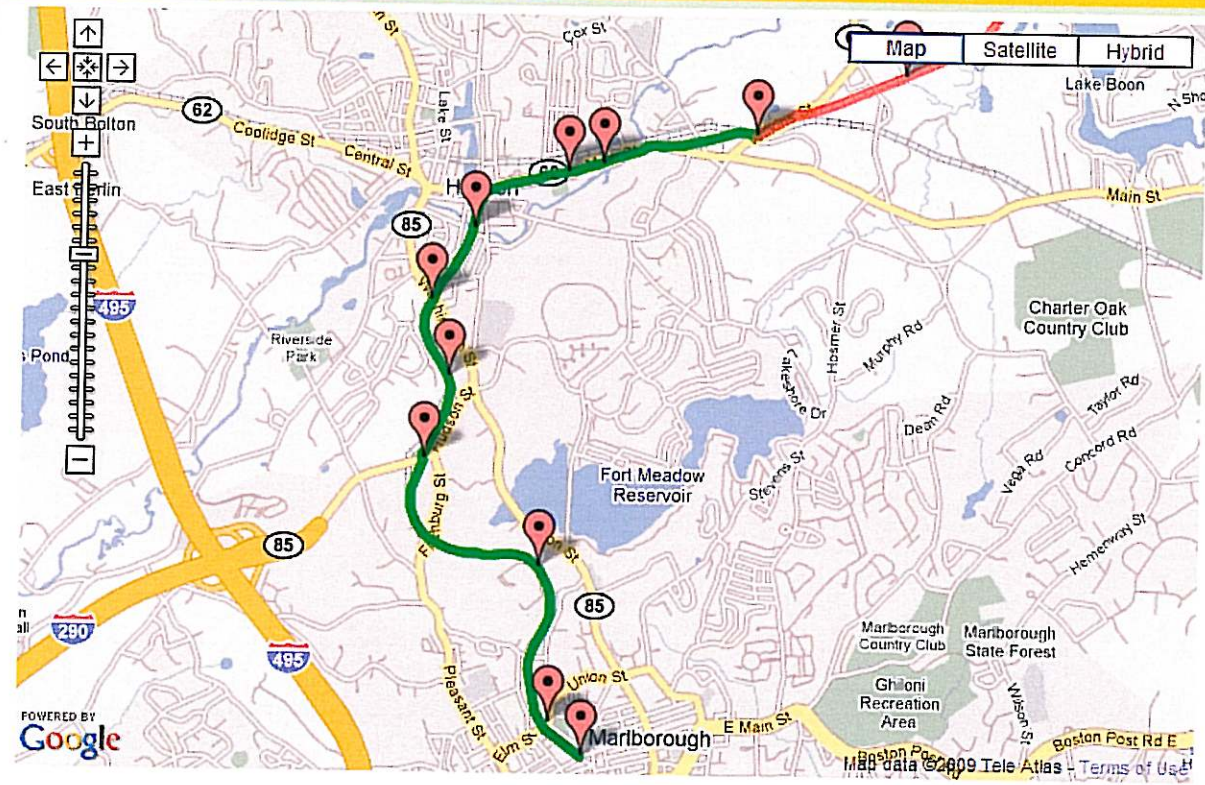 Cox St
Map
Satellite
Hybrid
Lake Boon
62
South Bolton
Coolidge St
Lake St
Central St
Main St
85
495
Riverside
Park
Charter Oak
Country Club
Hosmer St
Murphy Rd
Lakeshore Dr
Taylor Rd
Dean Rd
Concord Rd
Vega Rd
Hudson St
Fort Meadow
Reservoir
Stevens St
Hemenway St
85
290
495
85
Marlborough
Country Club
Marlborough
State Forest
Ghiloni
Recreation
Area
Wilson St
Pleasant St
Union St
Elm St
Marlborough
E Main St
Boston Post Rd E
POWERED BY
Google
Map data ©2009 Tele Atlas - Terms of Use